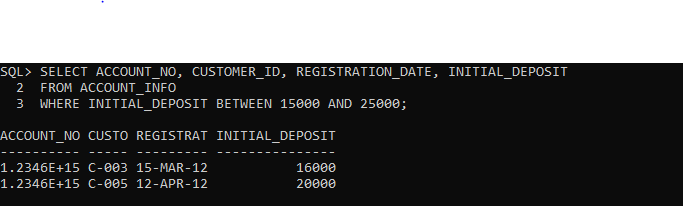 SQL> SELECT ACCOUNT_NO, CUSTOMER_ID, REGISTRATION_DATE, INITIAL_DEPOSIT
  2  FROM ACCOUNT_INFO
  3  WHERE INITIAL_DEPOSIT BETWEEN 15000 AND 25000;
ACCOUNT_NO CUSTO REGISTRAT INITIAL_DEPOSIT
---------- ----- --------- ---------------
1.2346E+15 C-003 15-MAR-12           16000
1.2346E+15 C-005 12-APR-12           20000